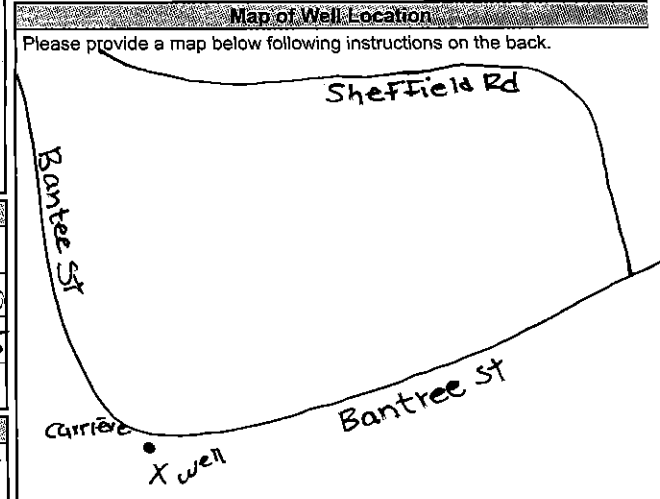 Map of Well Location
Please provide a map below following instructions on the back.
Sheffield Rd
Bantee St
Bantree St
Carrière
X well